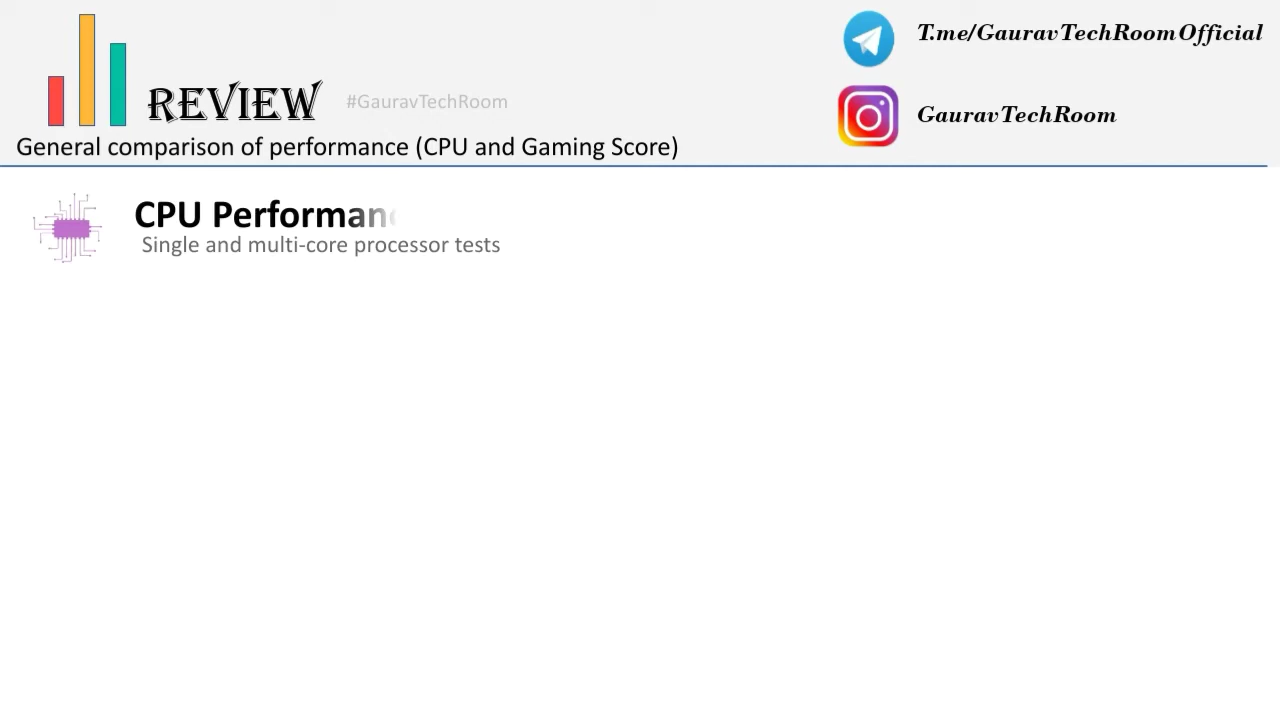 T.me/GauravTechRoomOfficial
REVIEW
#GauravTechRoom
GauravTechRoom
General comparison of performance (CPU and Gaming Score)
CPU Performan
Single and multi-core processor tests